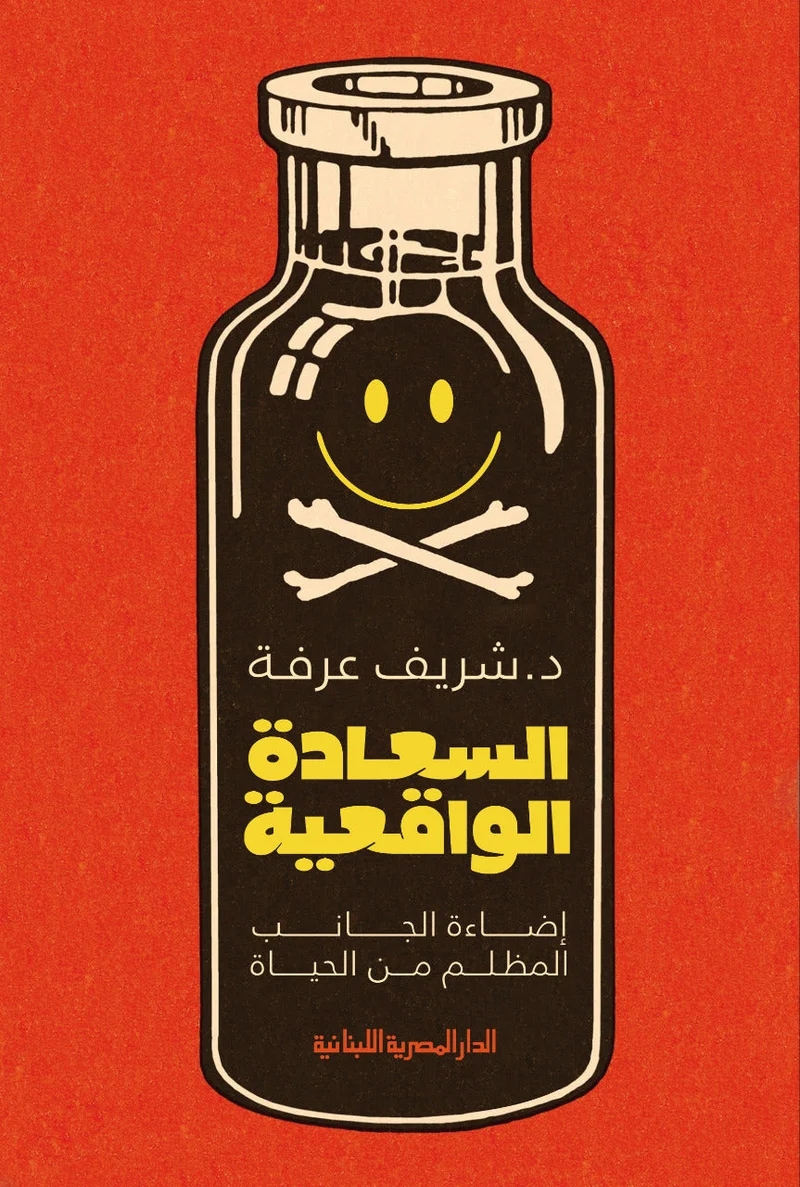 د. شريف عرفة
السعادة
الواقعية
إضاءة الجانب
المظلم من الحياة
الدار المصرية اللبنانية